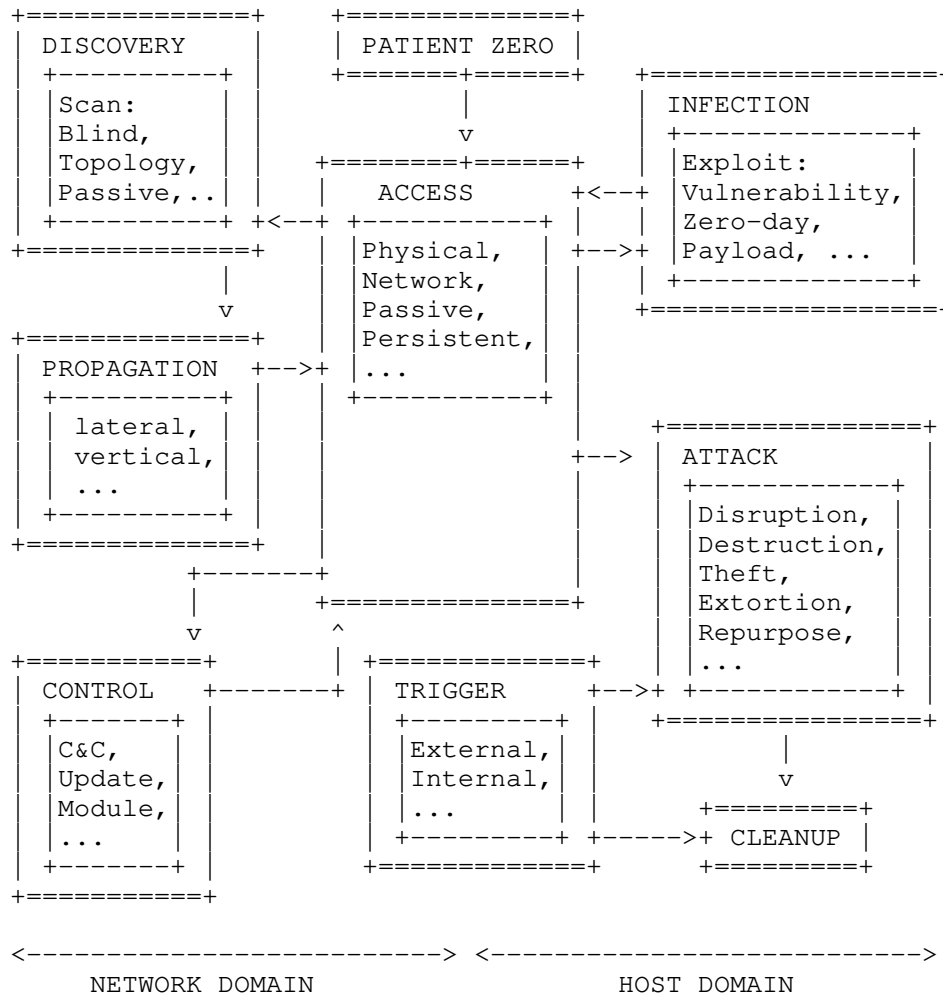 DISCOVERY
Scan:
Blind,
Topology,
Passive,..
PATIENT ZERO
ACCESS
Physical,
Network,
Passive,
Persistent,
...
INFECTION
Exploit:
Vulnerability,
Zero-day,
Payload, ...
PROPAGATION
lateral,
vertical,
...
ATTACK
Disruption,
Destruction,
Theft,
Extortion,
Repurpose,
...
CONTROL
C&C,
Update,
Module,
...
TRIGGER
External,
Internal,
...
CLEANUP
NETWORK DOMAIN
HOST DOMAIN